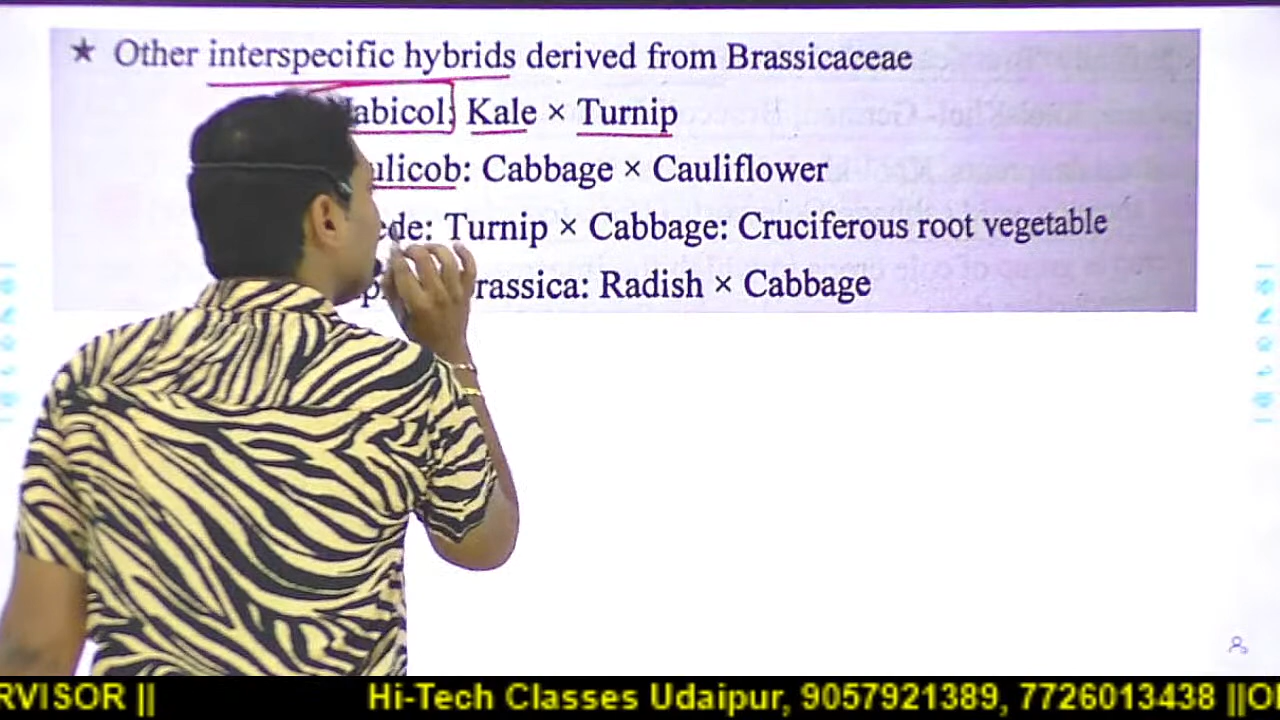 ★ Other interspecific hybrids derived from Brassicaceae
abicol: Kale × Turnip
ulicob: Cabbage × Cauliflower
ede: Turnip × Cabbage: Cruciferous root vegetable
rassica: Radish × Cabbage
RVISOR || Hi-Tech Classes Udaipur, 9057921389, 7726013438 ||O